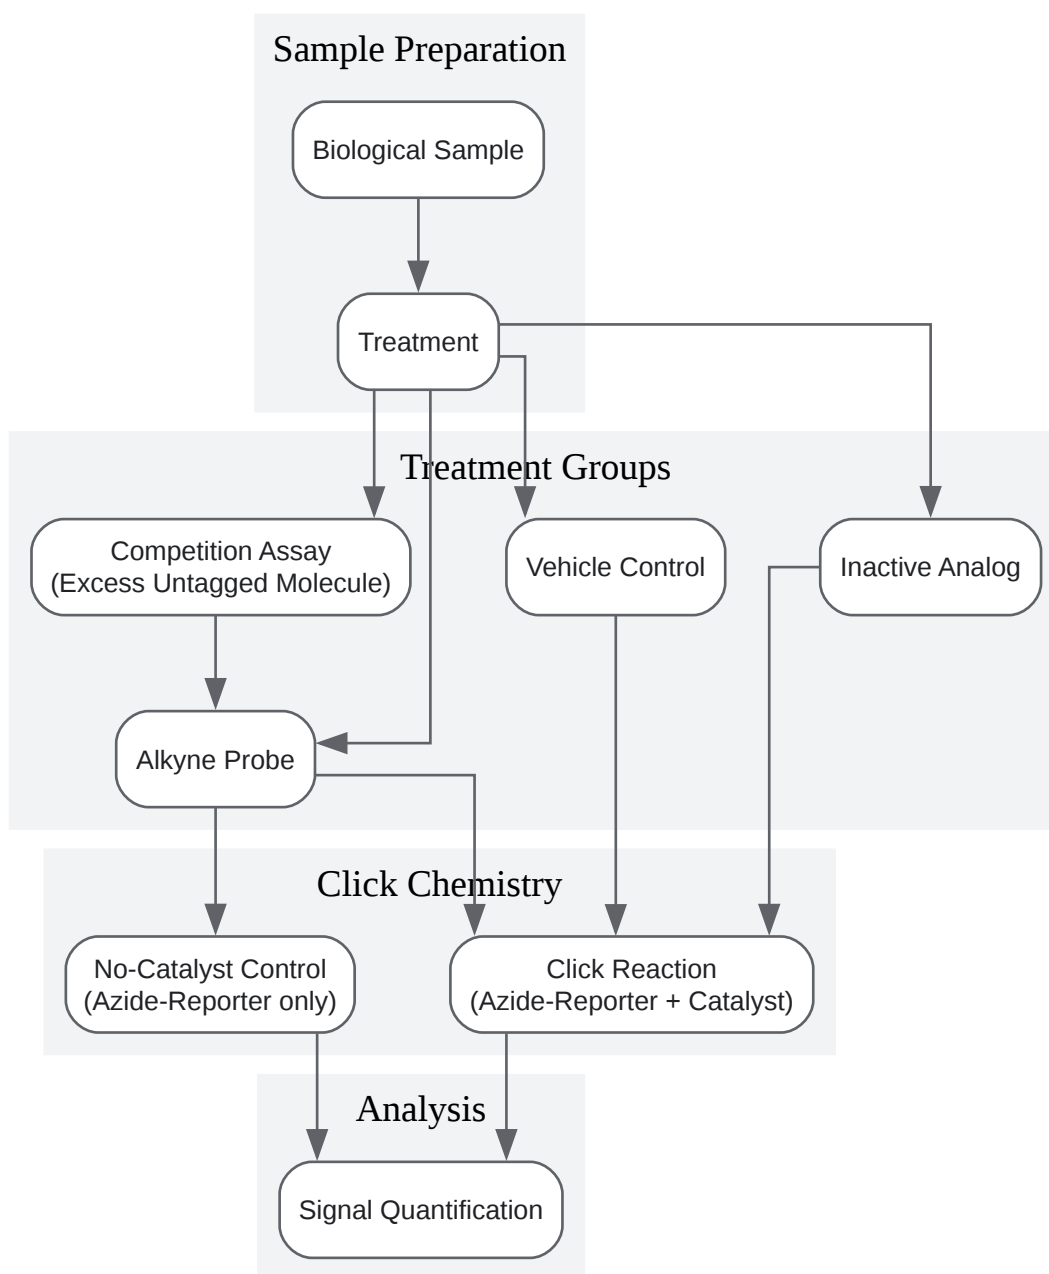 Sample Preparation
Biological Sample
Treatment
Treatment Groups
Competition Assay
(Excess Untagged Molecule)
Vehicle Control
Inactive Analog
Alkyne Probe
Click Chemistry
No-Catalyst Control
(Azide-Reporter only)
Click Reaction
(Azide-Reporter + Catalyst)
Analysis
Signal Quantification